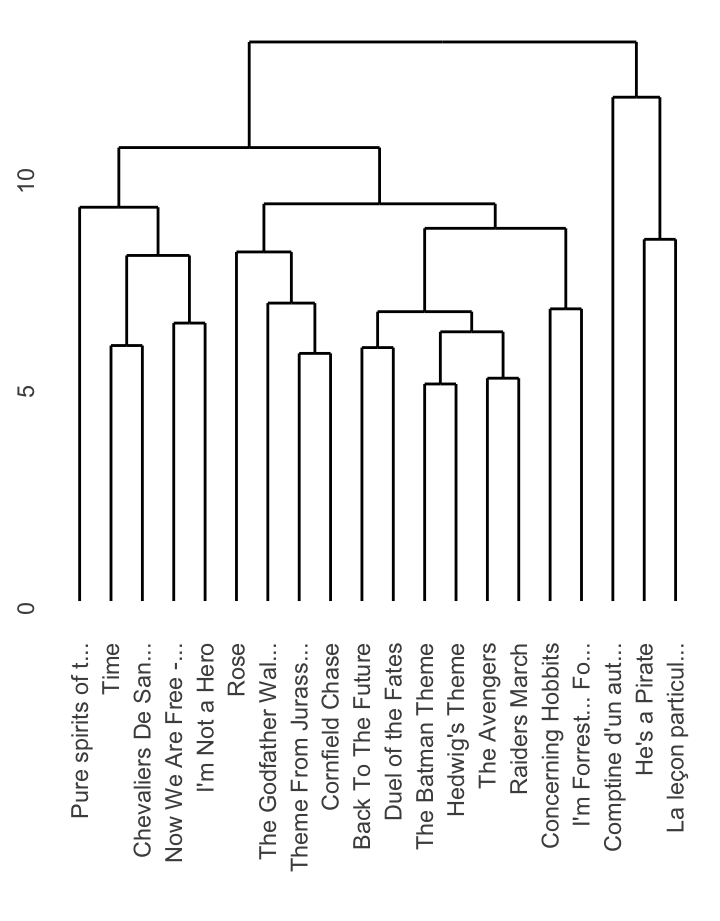 10
5
0
Pure spirits of t...
Time
Chevaliers De San...
Now We Are Free -...
I'm Not a Hero
Rose
The Godfather Wal...
Theme From Jurass...
Cornfield Chase
Back To The Future
Duel of the Fates
The Batman Theme
Hedwig's Theme
The Avengers
Raiders March
Concerning Hobbits
I'm Forrest... Fo...
Comptine d'un aut...
He's a Pirate
La leçon particul...